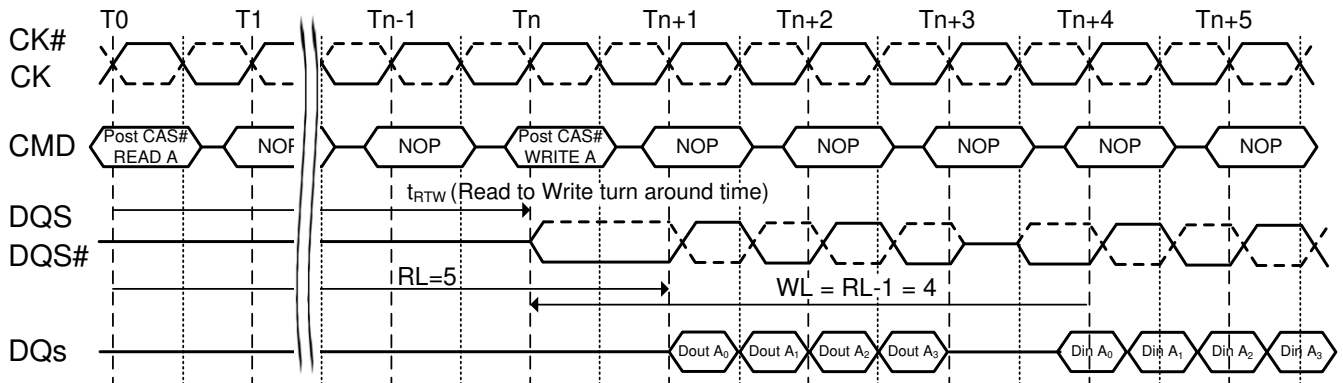 T0 T1 Tn-1 Tn Tn+1 Tn+2 Tn+3 Tn+4 Tn+5
CK#
CK
CMD
Post CAS#
READ A
NOP
NOP
Post CAS#
WRITE A
NOP
NOP
NOP
NOP
NOP
tRTW (Read to Write turn around time)
DQS
DQS#
RL=5
WL = RL-1 = 4
DQs
Dout A0 Dout A1 Dout A2 Dout A3 Din A0 Din A1 Din A2 Din A3